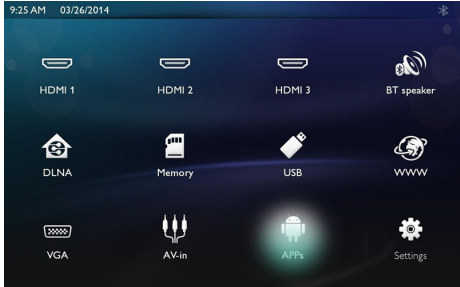 9:25 AM 03/26/2014
HDMI 1 HDMI 2 HDMI 3 BT speaker
DLNA Memory USB WWW
VGA AV-in APPs Settings